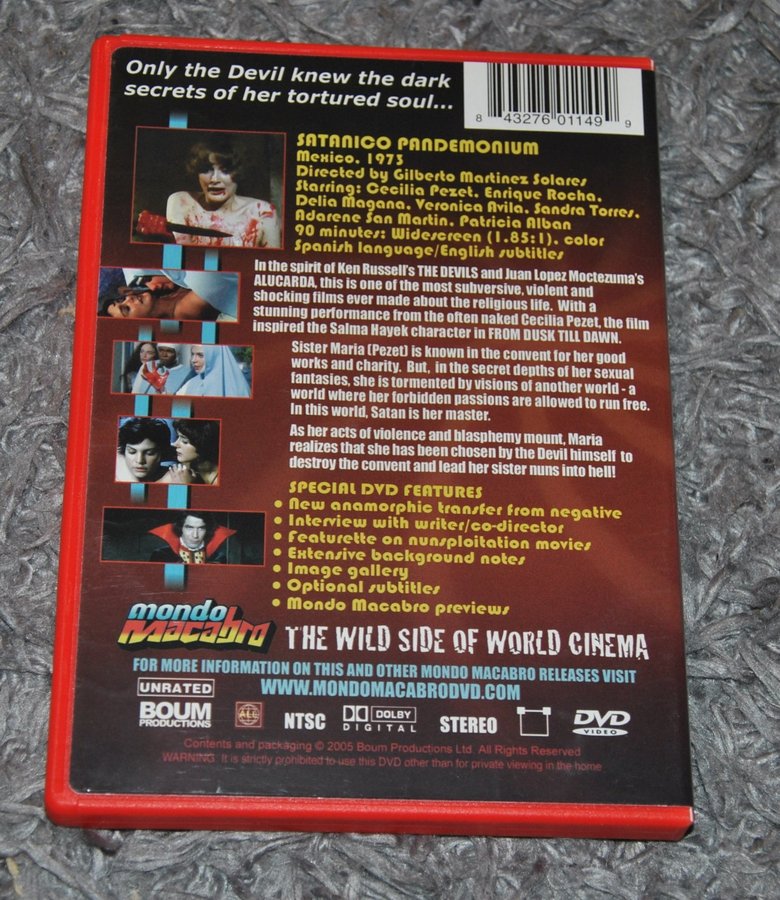 Only the Devil knew the dark
secrets of her tortured soul...
8 43276 01149 9
SATANICO PANDEMONIUM
Mexico, 1973
Directed by Gilberto Martinez Solares
Starring: Cecilia Pezet, Enrique Rocha,
Delia Magana, Veronica Avila, Sandra Torres,
Adarene San Martin, Patricia Alban
90 minutes: Widescreen (1.85:1), color
Spanish language/English subtitles
In the spirit of Ken Russell's THE DEVILS and Juan Lopez Moctezuma's
ALUCARDA, this is one of the most subversive, violent and
shocking films ever made about the religious life. With a
stunning performance from the often naked Cecilia Pezet, the film
inspired the Salma Hayek character in FROM DUSK TILL DAWN.
Sister Maria (Pezet) is known in the convent for her good
works and charity. But, in the secret depths of her sexual
fantasies, she is tormented by visions of another world - a
world where her forbidden passions are allowed to run free.
In this world, Satan is her master.
As her acts of violence and blasphemy mount, Maria
realizes that she has been chosen by the Devil himself to
destroy the convent and lead her sister nuns into hell!
SPECIAL DVD FEATURES
• New anamorphic transfer from negative
• Interview with writer/co-director
• Featurette on nunsploitation movies
• Extensive background notes
• Image gallery
• Optional subtitles
• Mondo Macabro previews
mondo
Macabro
THE WILD SIDE OF WORLD CINEMA
FOR MORE INFORMATION ON THIS AND OTHER MONDO MACABRO RELEASES VISIT
WWW.MONDOMACABRODVD.COM
UNRATED
BOUM
PRODUCTIONS
ALL
NTSC
DOLBY
DIGITAL
STEREO
DVD
VIDEO
Contents and packaging © 2005 Boum Productions Ltd. All Rights Reserved
WARNING: It is strictly prohibited to use this DVD other than for private viewing in the home